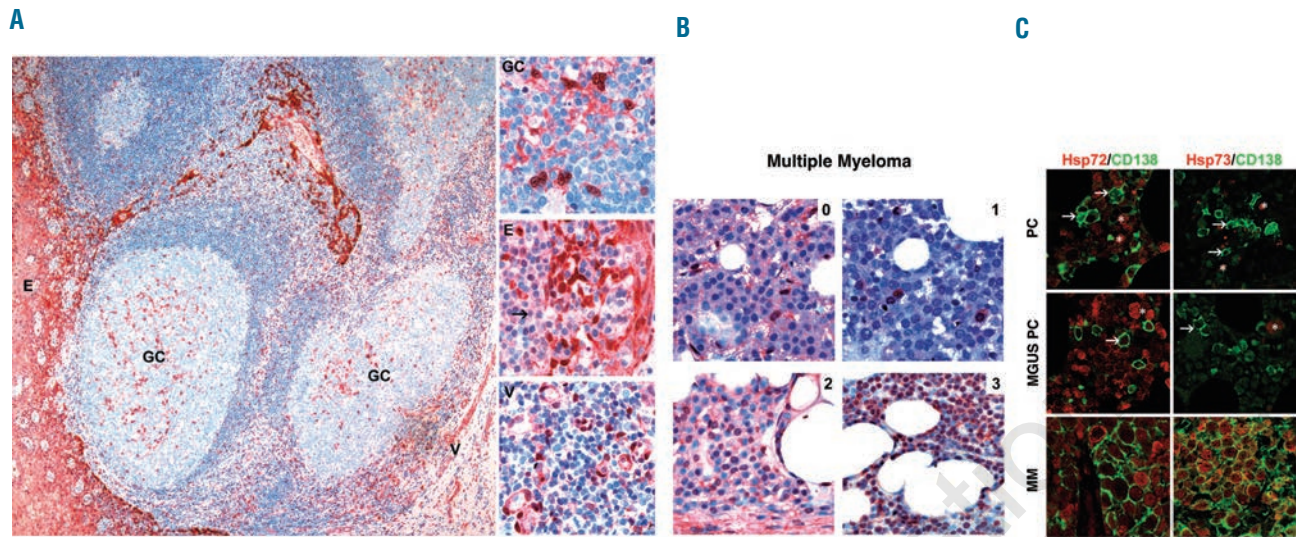 A
B
C
GC
E
GC
GC
V
E
V
Multiple Myeloma
0
1
2
3
Hsp72/CD138
Hsp73/CD138
PC
MGUS PC
MM